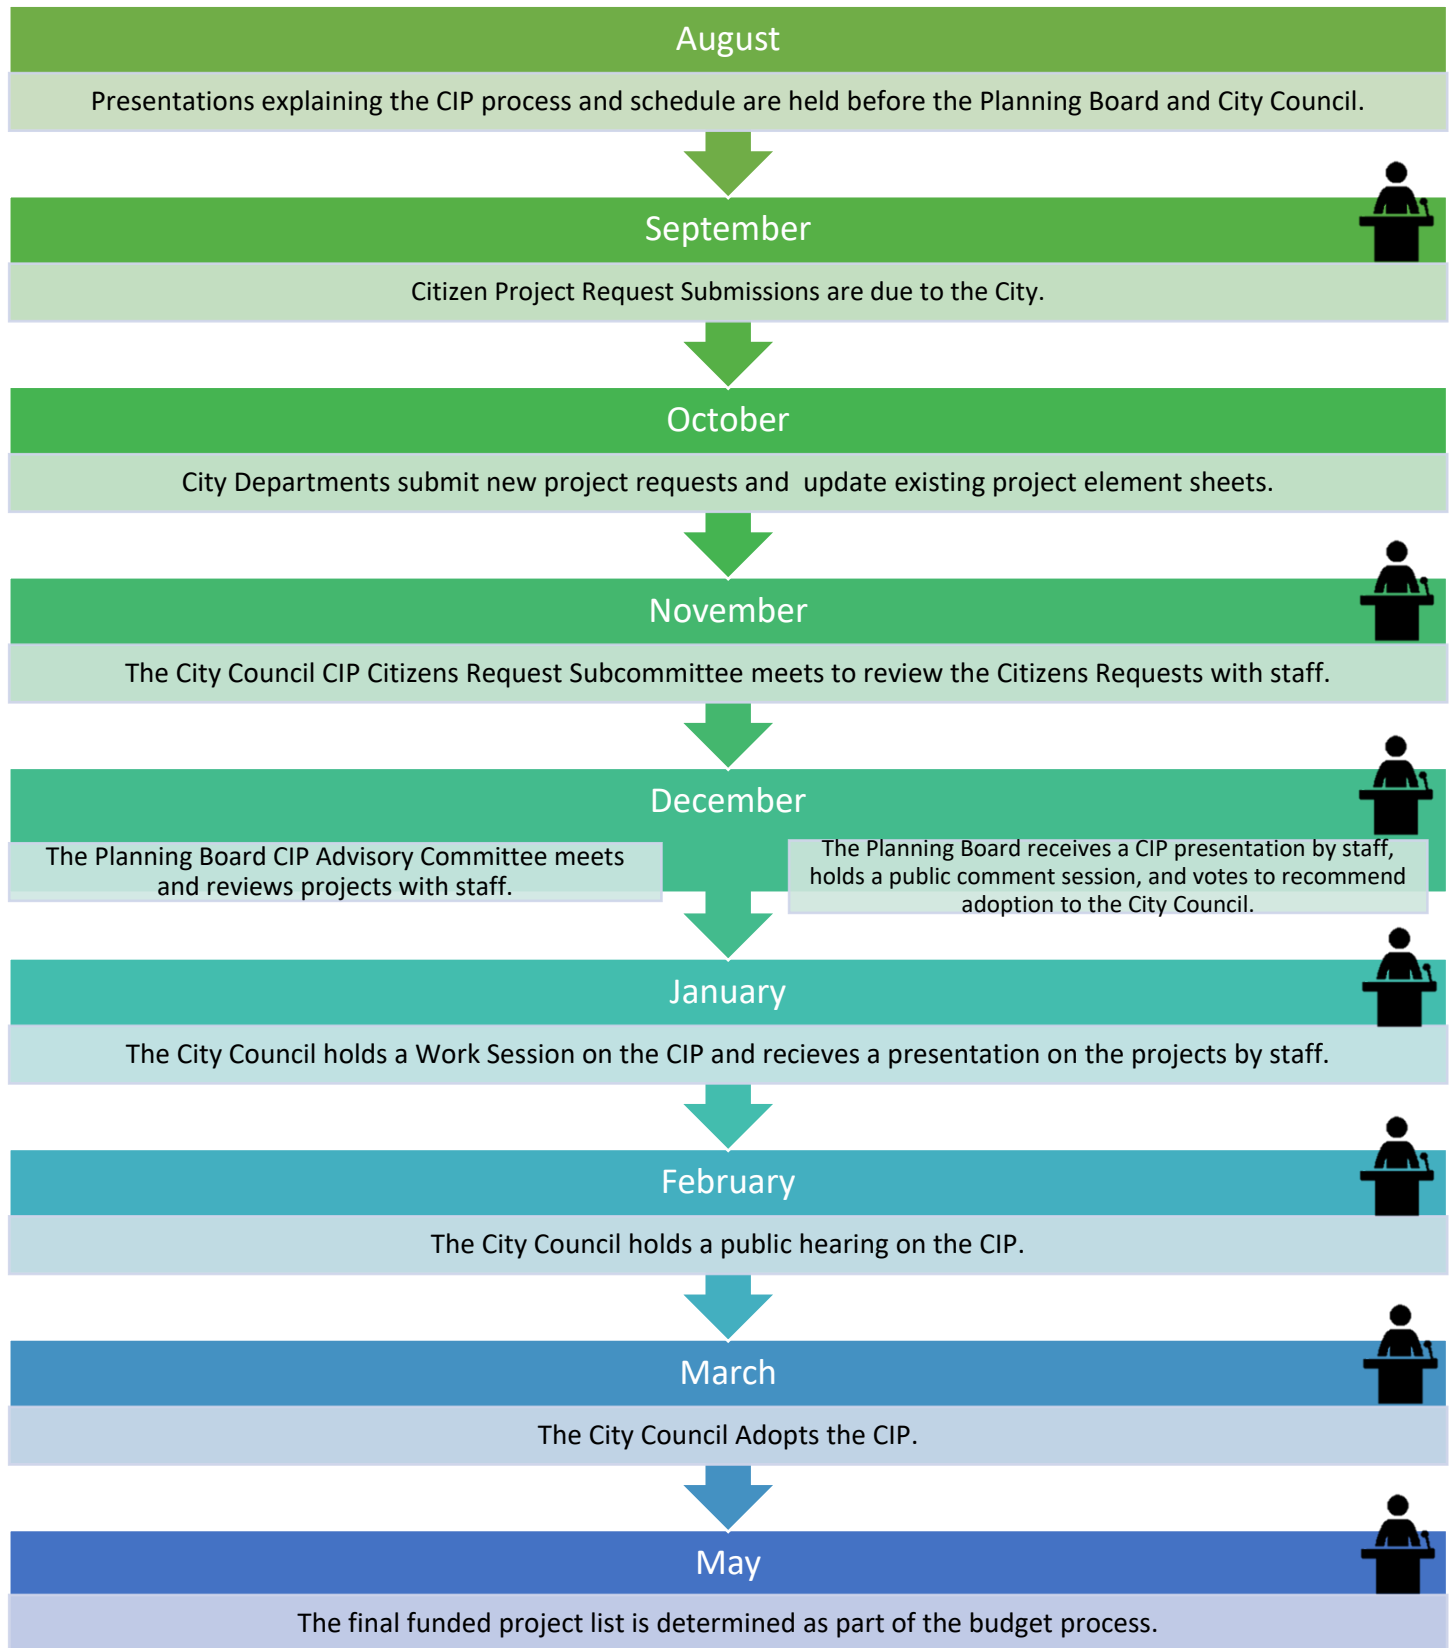 August
Presentations explaining the CIP process and schedule are held before the Planning Board and City Council.
September
Citizen Project Request Submissions are due to the City.
October
City Departments submit new project requests and  update existing project element sheets.
November
The City Council CIP Citizens Request Subcommittee meets to review the Citizens Requests with staff.
December
The Planning Board CIP Advisory Committee meets
and reviews projects with staff.
The Planning Board receives a CIP presentation by staff,
holds a public comment session, and votes to recommend
adoption to the City Council.
January
The City Council holds a Work Session on the CIP and recieves a presentation on the projects by staff.
February
The City Council holds a public hearing on the CIP.
March
The City Council Adopts the CIP.
May
The final funded project list is determined as part of the budget process.